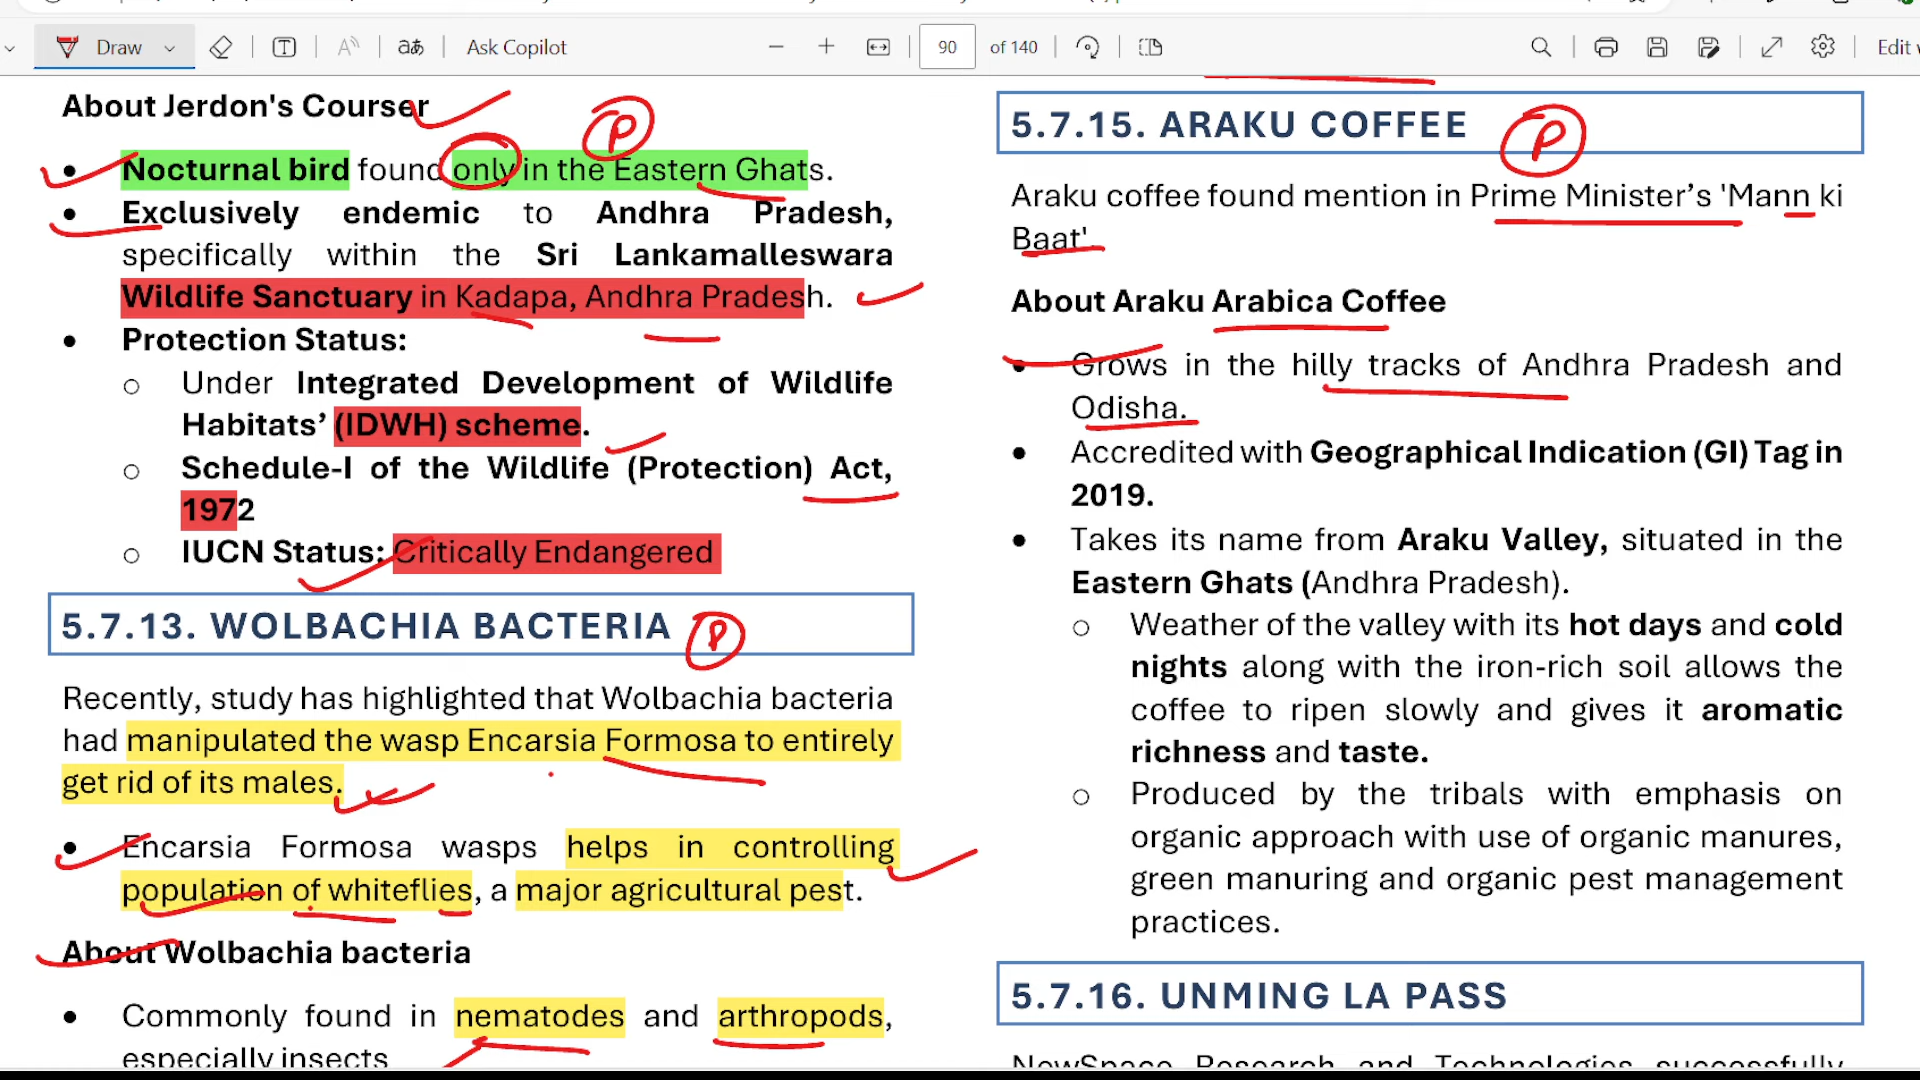 Draw
Ask Copilot
90 of 140
Edit
About Jerdon's Courser
P
• Nocturnal bird found only in the Eastern Ghats.
• Exclusively endemic to Andhra Pradesh,
specifically within the Sri Lankamalleswara
Wildlife Sanctuary in Kadapa, Andhra Pradesh.
• Protection Status:
o Under Integrated Development of Wildlife
Habitats’ (IDWH) scheme.
o Schedule-I of the Wildlife (Protection) Act,
1972
o IUCN Status: Critically Endangered
5.7.13. WOLBACHIA BACTERIA
P
Recently, study has highlighted that Wolbachia bacteria
had manipulated the wasp Encarsia Formosa to entirely
get rid of its males.
• Encarsia Formosa wasps helps in controlling
population of whiteflies, a major agricultural pest.
About Wolbachia bacteria
• Commonly found in nematodes and arthropods,
especially insects
5.7.15. ARAKU COFFEE
P
Araku coffee found mention in Prime Minister’s 'Mann ki
Baat'
About Araku Arabica Coffee
• Grows in the hilly tracks of Andhra Pradesh and
Odisha.
• Accredited with Geographical Indication (GI) Tag in
2019.
• Takes its name from Araku Valley, situated in the
Eastern Ghats (Andhra Pradesh).
o Weather of the valley with its hot days and cold
nights along with the iron-rich soil allows the
coffee to ripen slowly and gives it aromatic
richness and taste.
o Produced by the tribals with emphasis on
organic approach with use of organic manures,
green manuring and organic pest management
practices.
5.7.16. UNMING LA PASS
NewSpace Research and Technologies successfully